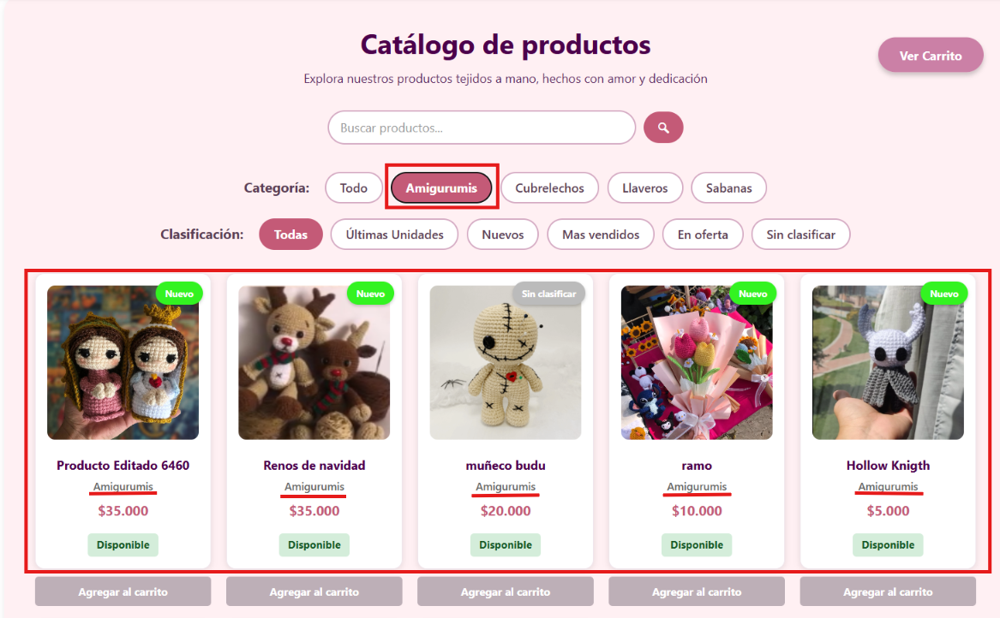 Catálogo de productos
Ver Carrito
Explora nuestros productos tejidos a mano, hechos con amor y dedicación
Buscar productos...
Categoría: Todo Amigurumis Cubrelechos Llaveros Sabanas
Clasificación: Todas Últimas Unidades Nuevos Mas vendidos En oferta Sin clasificar
Nuevo Nuevo Sin clasificar Nuevo Nuevo
Producto Editado 6460 Renos de navidad muñeco budu ramo Hollow Knigth
Amigurumis Amigurumis Amigurumis Amigurumis Amigurumis
$35.000 $35.000 $20.000 $10.000 $5.000
Disponible Disponible Disponible Disponible Disponible
Agregar al carrito Agregar al carrito Agregar al carrito Agregar al carrito Agregar al carrito